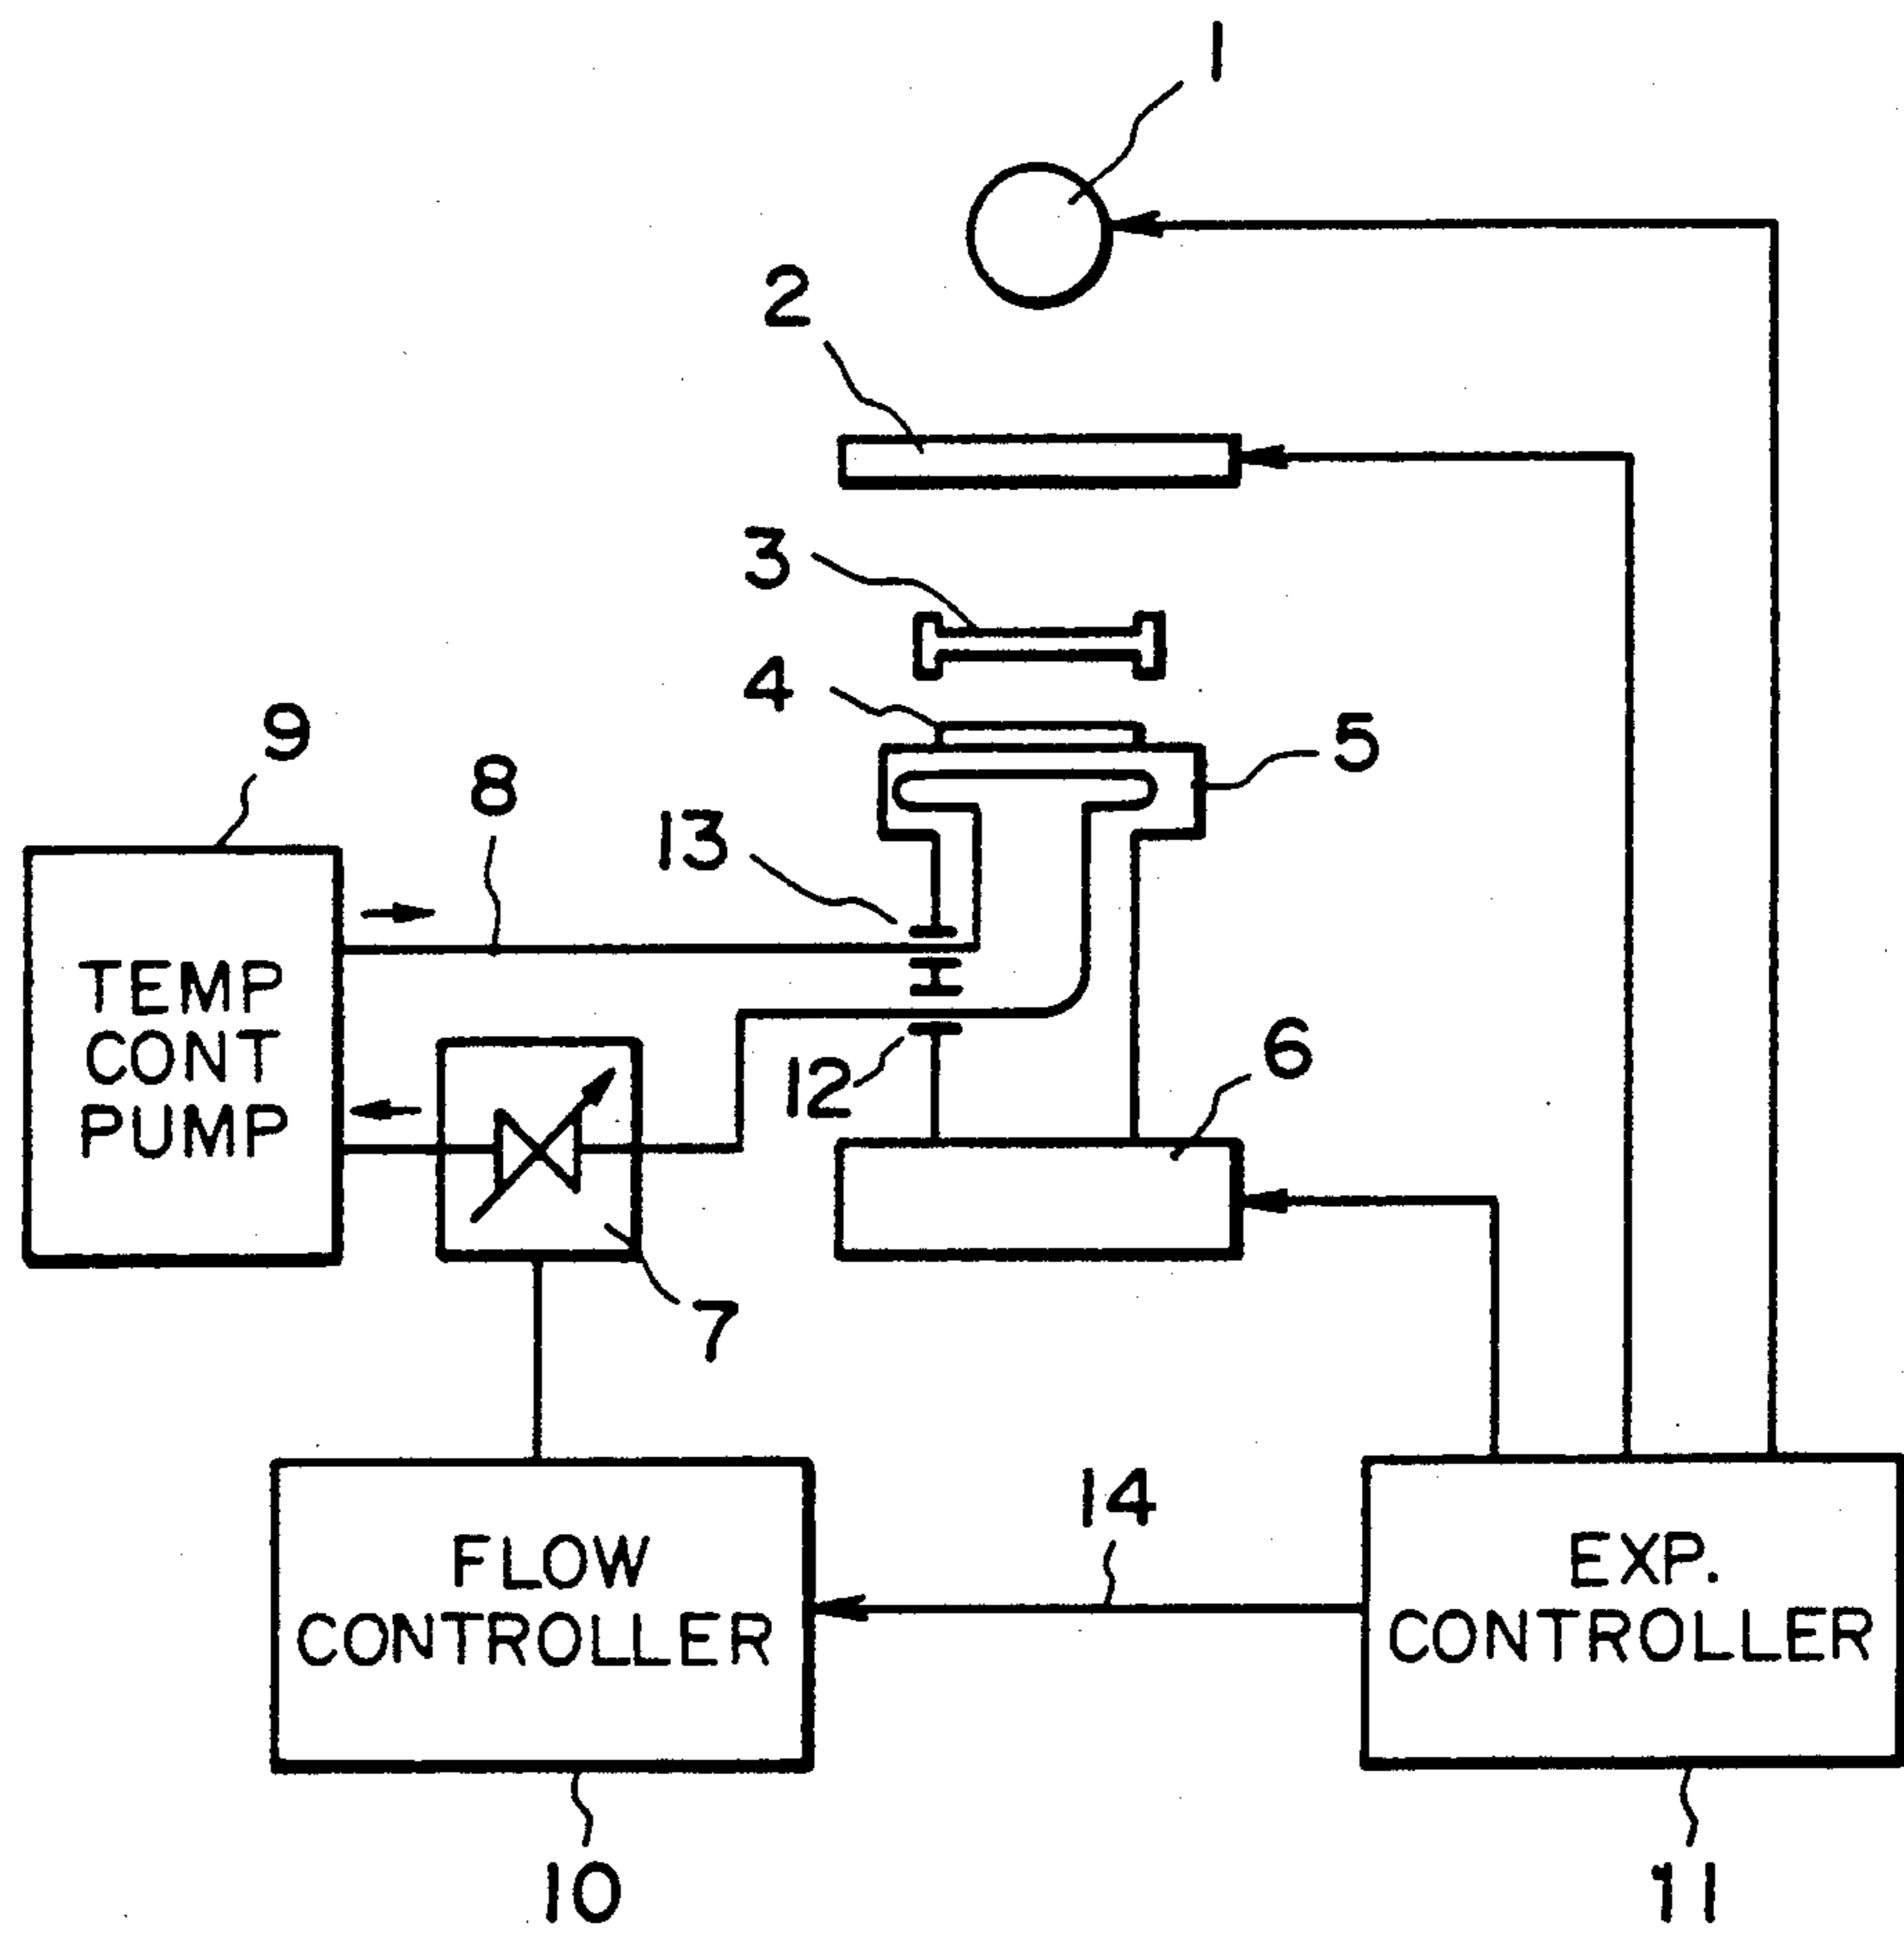 1
2
3
4
5
9
8
13
TEMP
CONT
PUMP
12
6
7
14
FLOW
CONTROLLER
EXP.
CONTROLLER
10
11